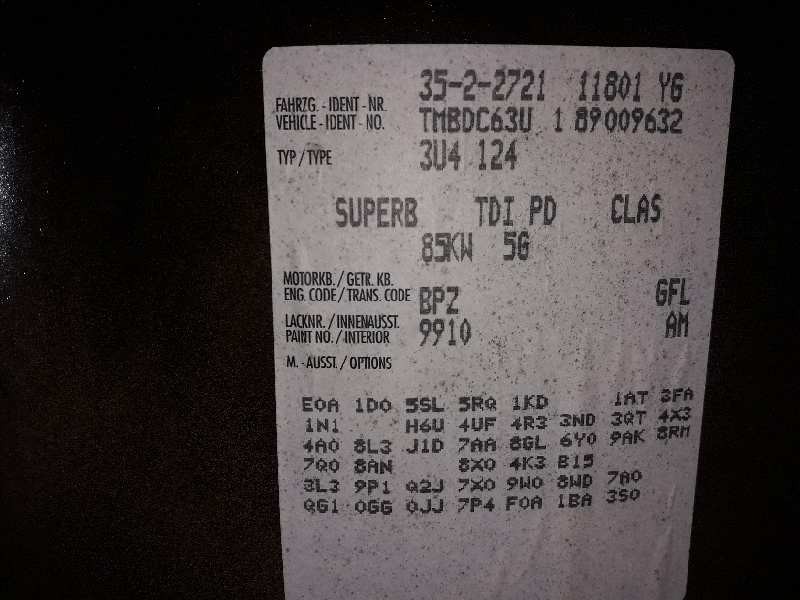 35-2-2721 11801 YG
FAHRZG. - IDENT - NR.
VEHICLE - IDENT - NO. TMBDC63U 1 89009632
TYP / TYPE 3U4 124
SUPERB TDI PD CLAS
85KW 5G
MOTORKB. / GETR. KB.
ENG. CODE / TRANS. CODE BPZ GFL
LACKNR. / INNENAUSST.
PAINT NO. / INTERIOR 9910 AM
M. - AUSST. / OPTIONS
E0A 1D0 5SL 5RQ 1KD 1AT 3FA
1N1 H6U 4UF 4R3 3ND 3QT 4X3
4A0 8L3 J1D 7AA 8GL 6Y0 9AK 8RM
7Q0 8AN 8X0 4K3 B15
3L3 9P1 Q2J 7X0 9W0 8WD 7A0
QG1 0GG 0JJ 7P4 F0A 1BA 3S0